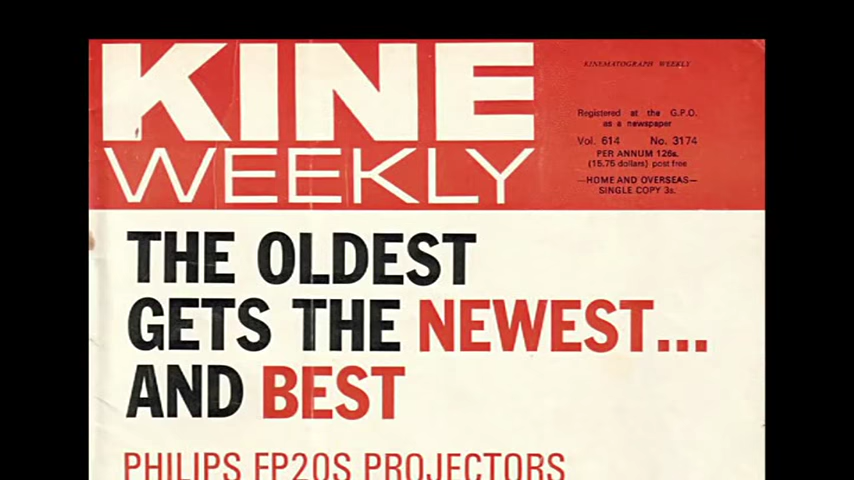 KINE
WEEKLY
KINEMATOGRAPH WEEKLY
Registered at the G.P.O.
as a newspaper
Vol. 614 No. 3174
PER ANNUM 126s.
(15.75 dollars) post free
—HOME AND OVERSEAS—
SINGLE COPY 3s.
THE OLDEST
GETS THE NEWEST...
AND BEST
PHILIPS FP20S PROJECTORS